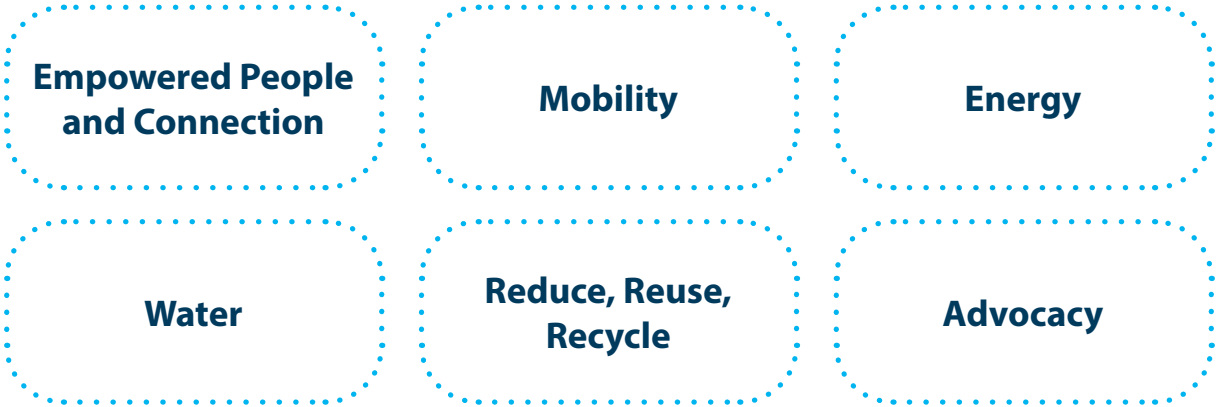 Empowered People
and Connection
Mobility
Energy
Water
Reduce, Reuse,
Recycle
Advocacy